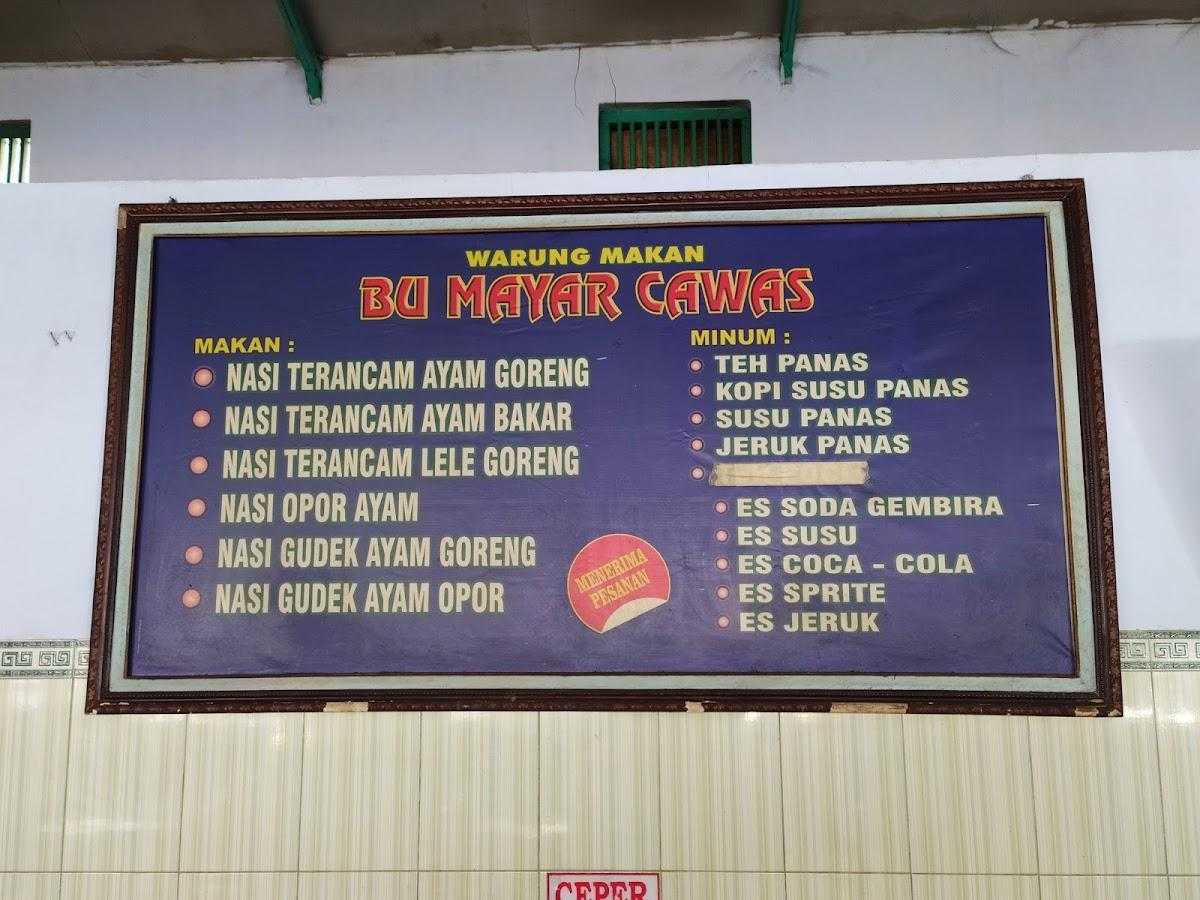 WARUNG MAKAN
BU MAYAR CAWAS
MAKAN :
NASI TERANCAM AYAM GORENG
NASI TERANCAM AYAM BAKAR
NASI TERANCAM LELE GORENG
NASI OPOR AYAM
NASI GUDEK AYAM GORENG
NASI GUDEK AYAM OPOR
MENERIMA
PESANAN
MINUM :
TEH PANAS
KOPI SUSU PANAS
SUSU PANAS
JERUK PANAS
ES SODA GEMBIRA
ES SUSU
ES COCA - COLA
ES SPRITE
ES JERUK
CEPER